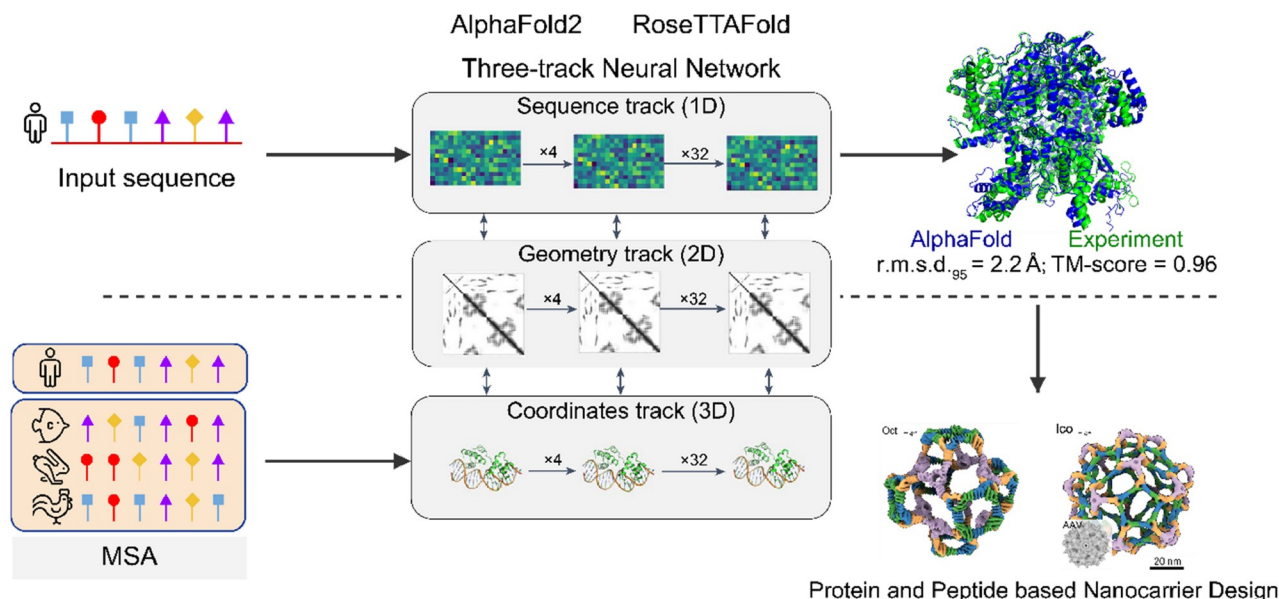 AlphaFold2 RoseTTAFold
Three-track Neural Network
Sequence track (1D)
×4 ×32
Input sequence
Geometry track (2D)
×4 ×32
Coordinates track (3D)
×4 ×32
MSA
AlphaFold Experiment
r.m.s.d.95 = 2.2 Å; TM-score = 0.96
Oct
Ico
AAV
20 nm
Protein and Peptide based Nanocarrier Design